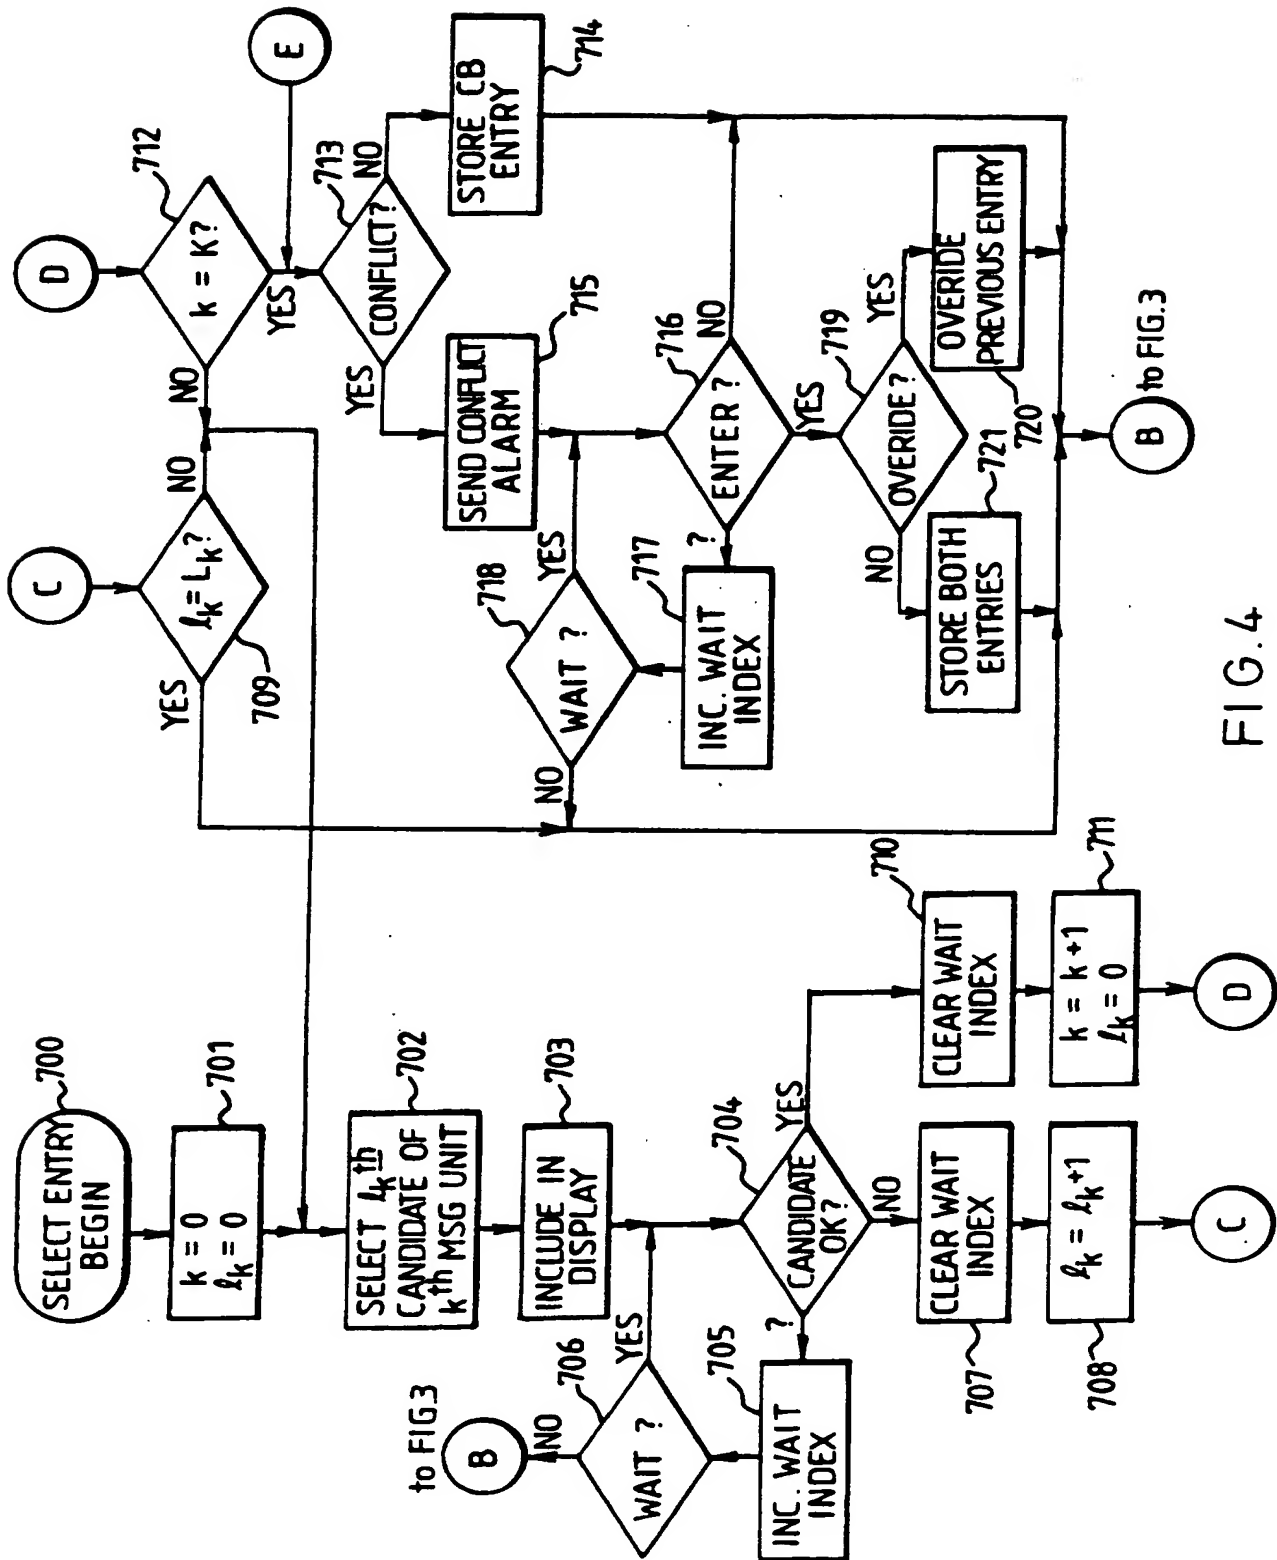 SELECT ENTRY
BEGIN
700
k = 0
ℓk = 0
701
SELECT ℓk th
CANDIDATE OF
k th MSG UNIT
702
INCLUDE IN
DISPLAY
703
CANDIDATE
OK?
704
YES
NO
?
INC. WAIT
INDEX
705
WAIT ?
706
YES
NO
B
to FIG.3
CLEAR WAIT
INDEX
707
ℓk = ℓk+1
708
C
CLEAR WAIT
INDEX
710
k = k+1
ℓk = 0
711
D
C
ℓk = Lk?
709
YES
NO
D
k = K?
712
NO
YES
E
CONFLICT?
713
NO
YES
STORE CB
ENTRY
714
SEND CONFLICT
ALARM
715
ENTER ?
716
NO
YES
?
INC. WAIT
INDEX
717
WAIT ?
718
YES
NO
OVERIDE?
719
YES
NO
OVERIDE
PREVIOUS ENTRY
720
STORE BOTH
ENTRIES
721
B
to FIG.3
FIG.4